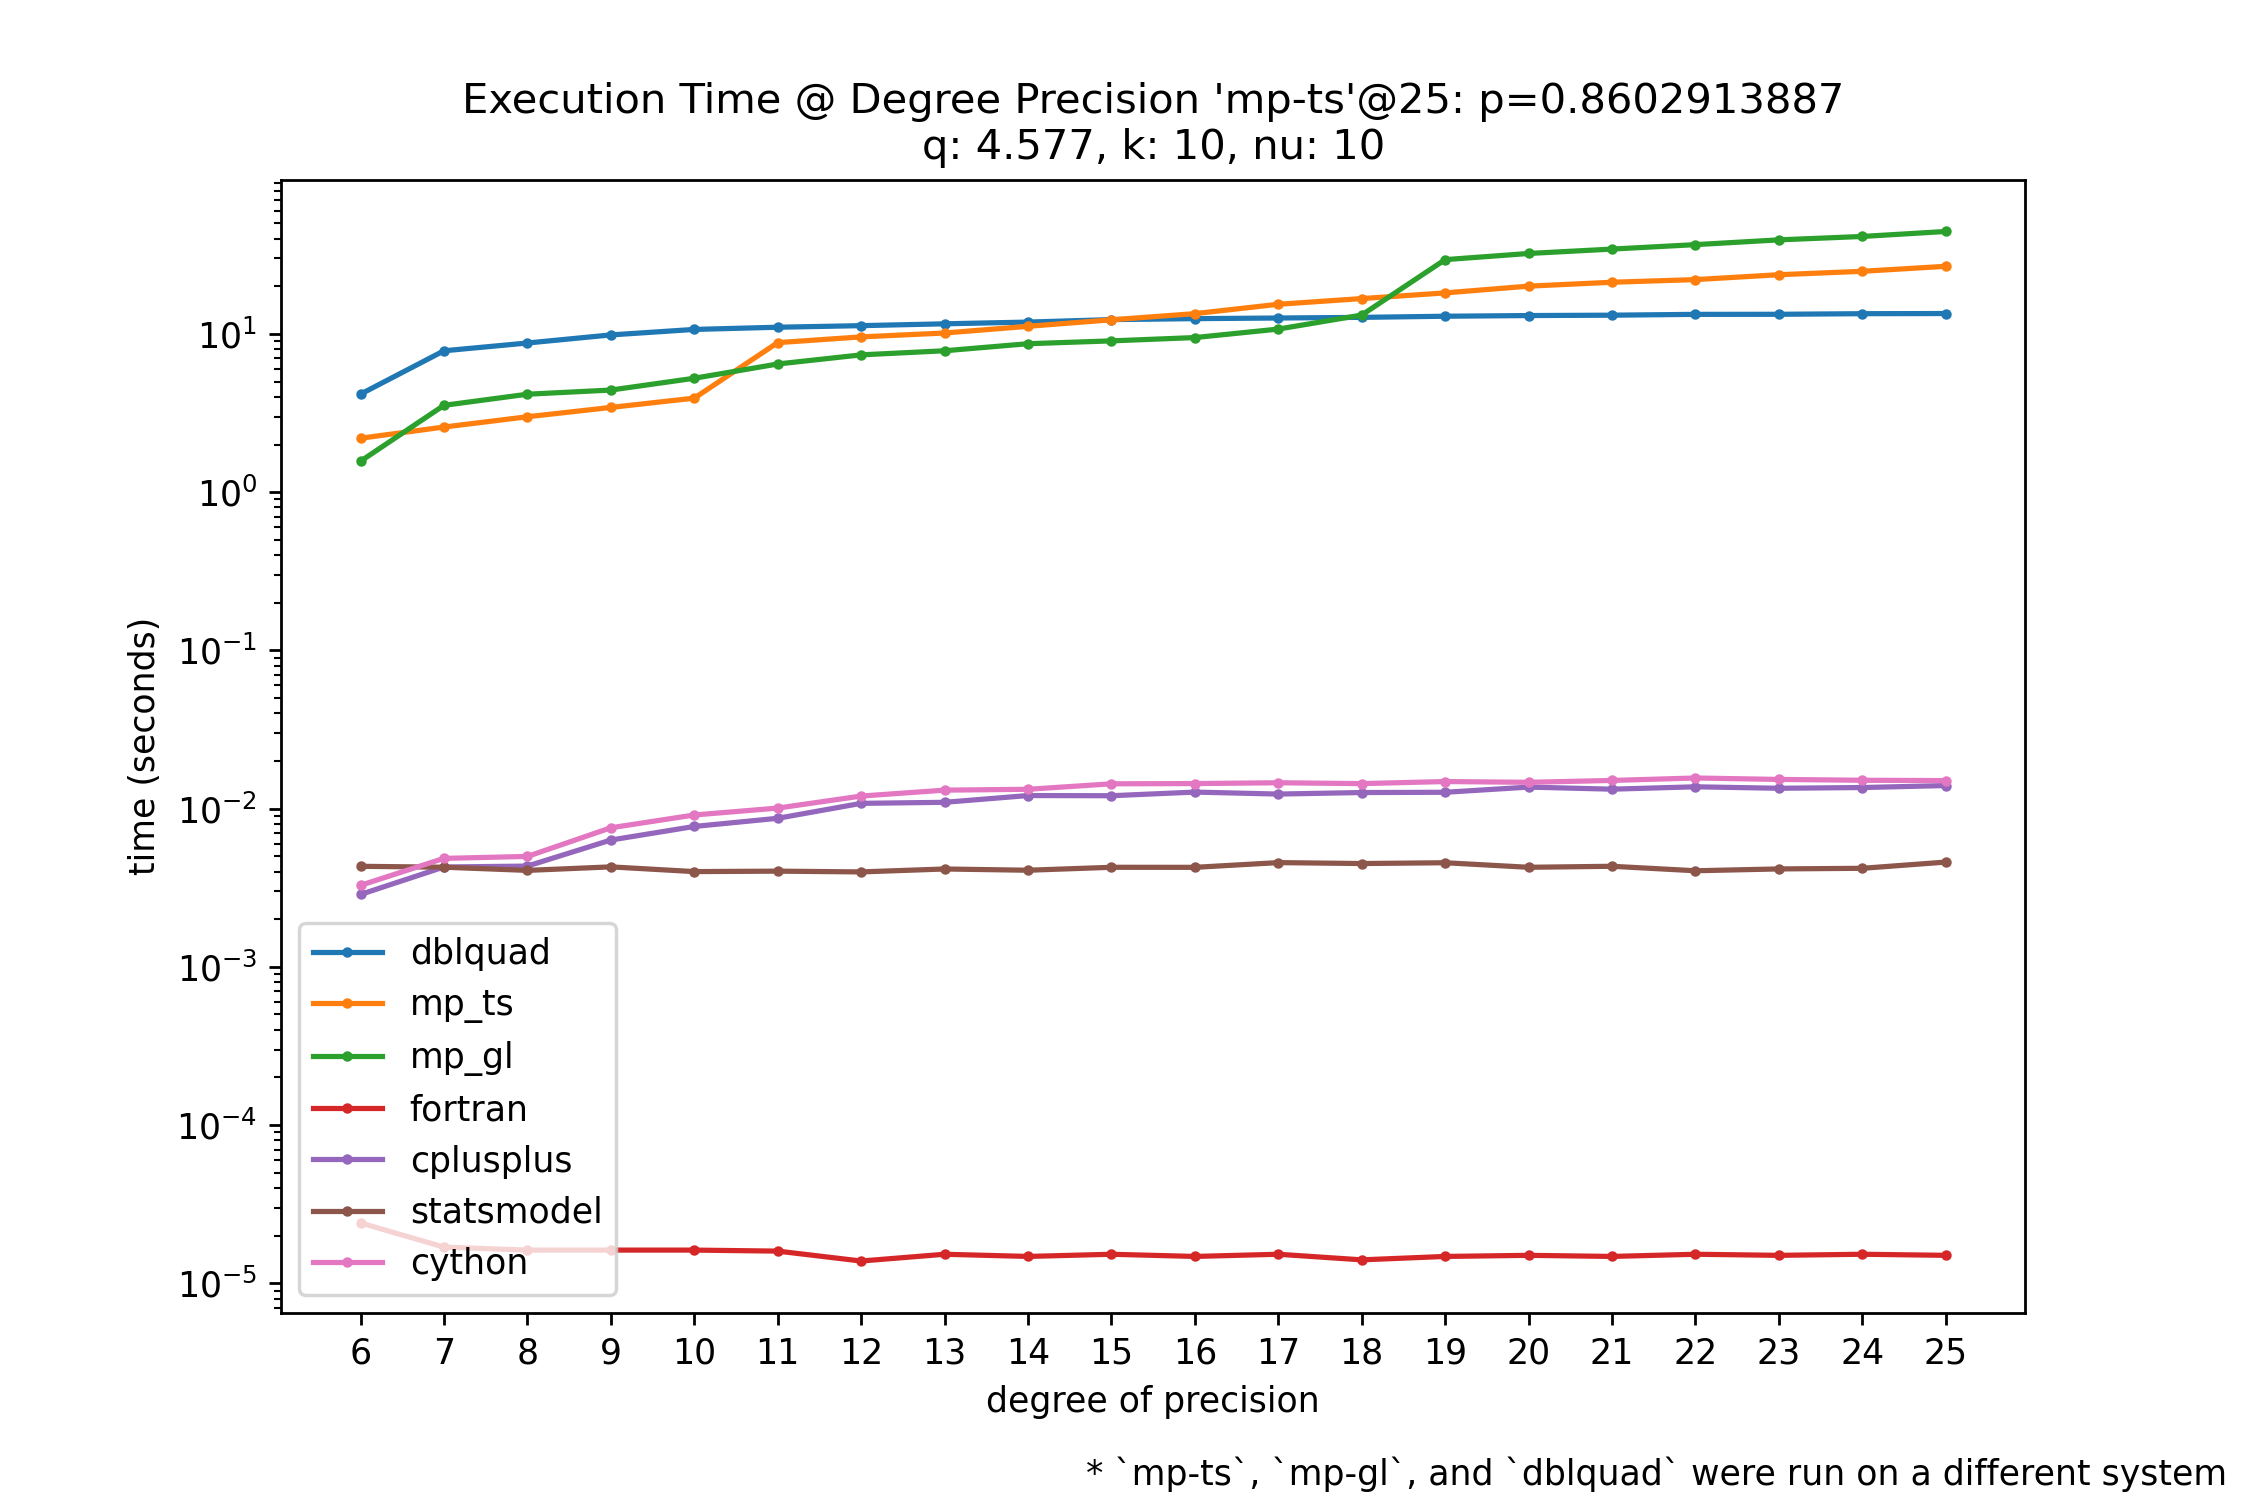 Execution Time @ Degree Precision 'mp-ts'@25: p=0.8602913887
q: 4.577, k: 10, nu: 10
time (seconds)
10¹
10⁰
10⁻¹
10⁻²
10⁻³
10⁻⁴
10⁻⁵
dblquad
mp_ts
mp_gl
fortran
cplusplus
statsmodel
cython
6 7 8 9 10 11 12 13 14 15 16 17 18 19 20 21 22 23 24 25
degree of precision
* `mp-ts`, `mp-gl`, and `dblquad` were run on a different system